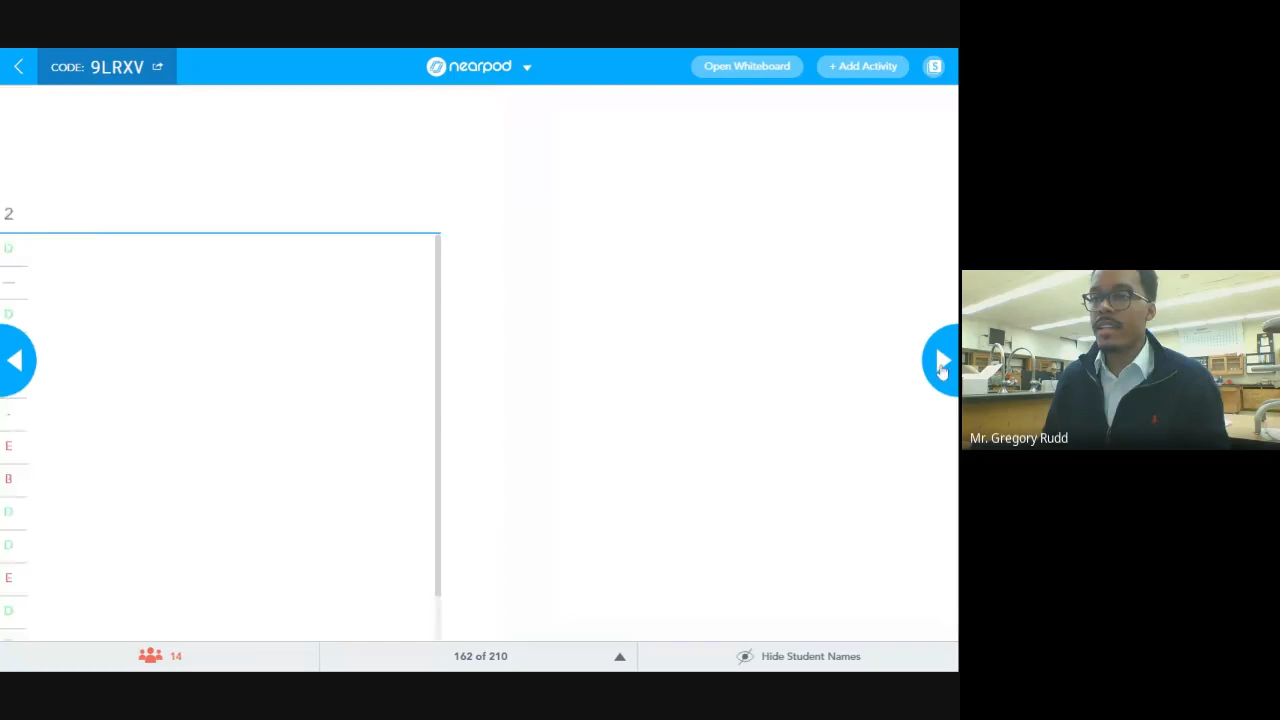 CODE: 9LRXV
nearpod
Open Whiteboard
+ Add Activity
S
2
D
—
D
-
E
B
D
D
E
D
Mr. Gregory Rudd
14
162 of 210
Hide Student Names